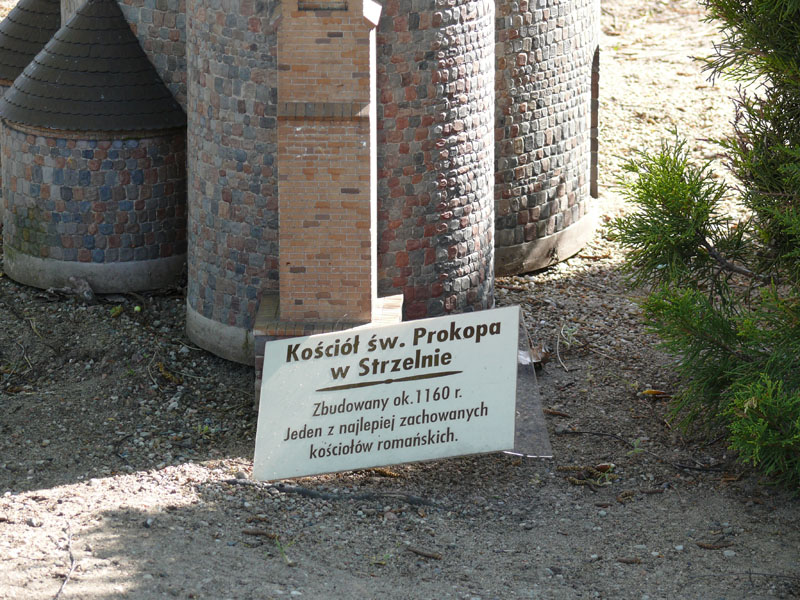 Kościół św. Prokopa
w Strzelnie
Zbudowany ok. 1160 r.
Jeden z najlepiej zachowanych
kościołów romańskich.